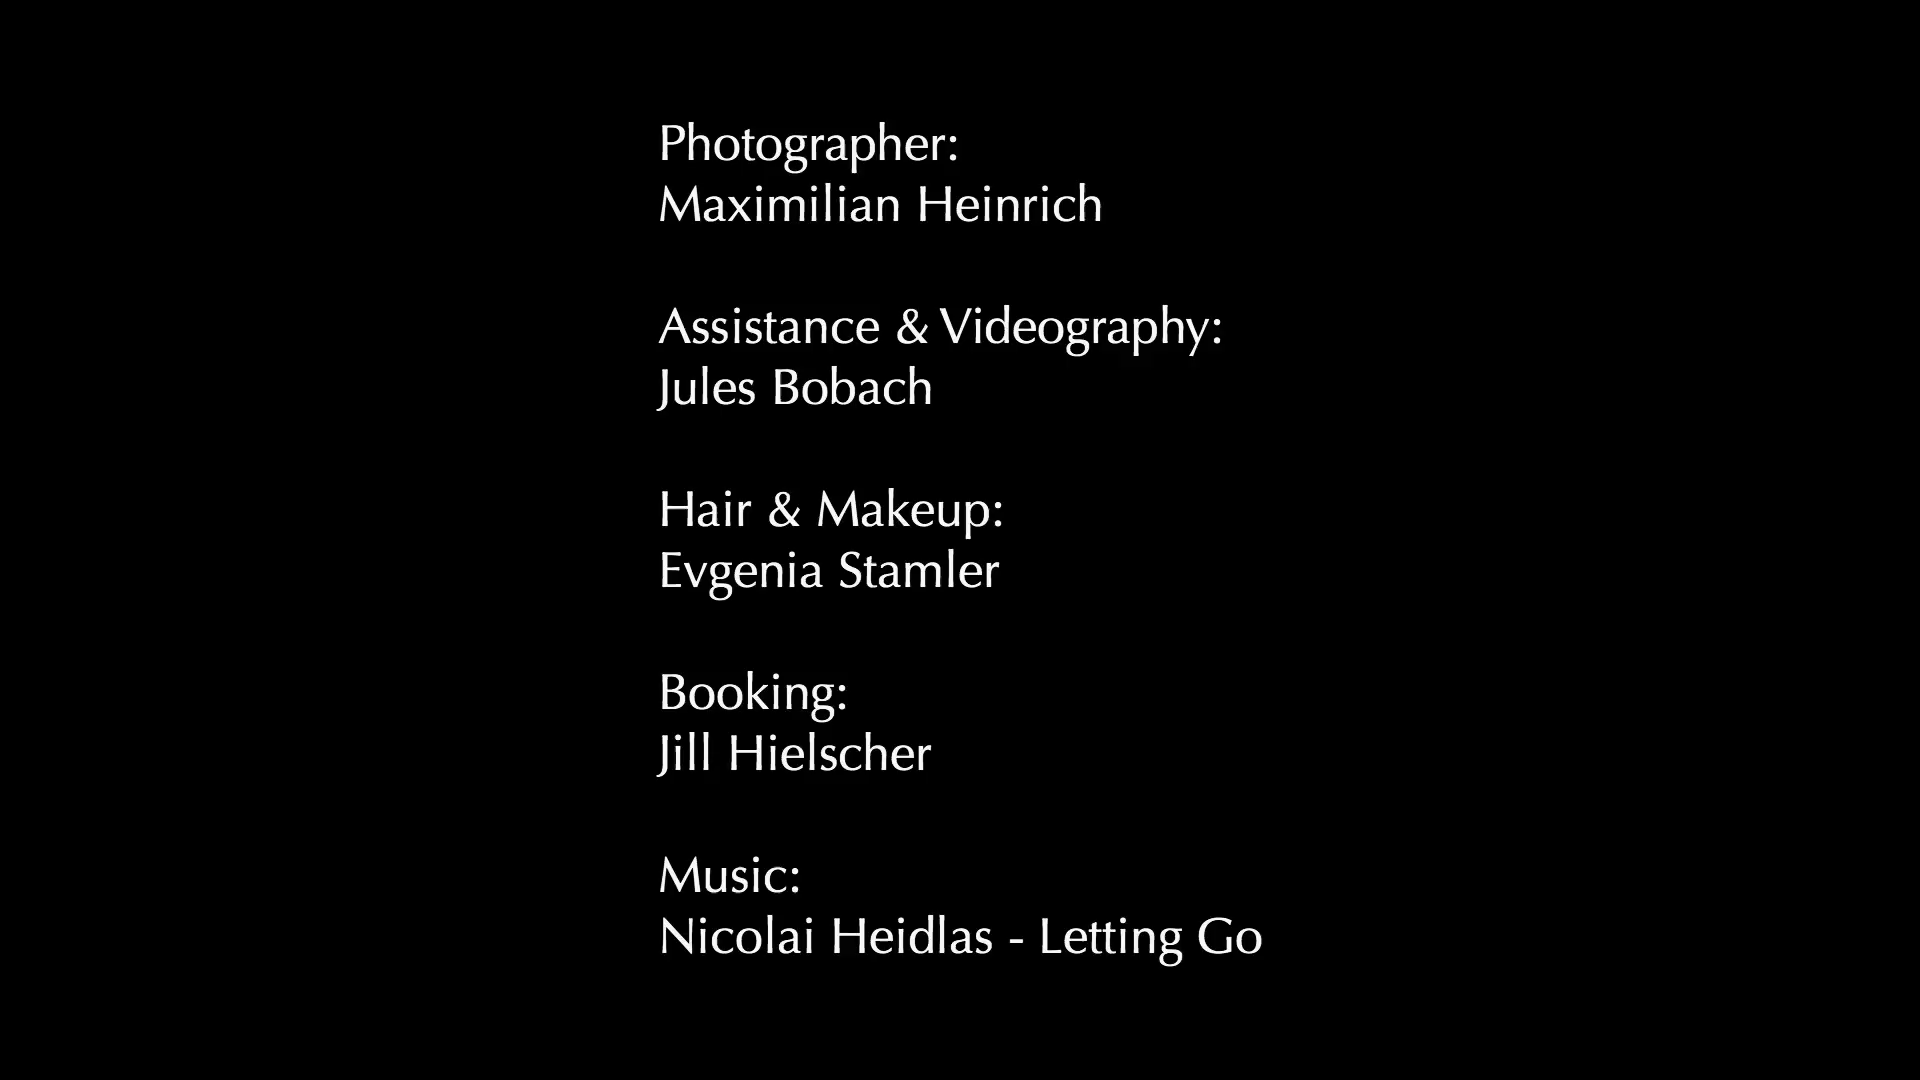 Photographer:
Maximilian Heinrich
Assistance & Videography:
Jules Bobach
Hair & Makeup:
Evgenia Stamler
Booking:
Jill Hielscher
Music:
Nicolai Heidlas - Letting Go